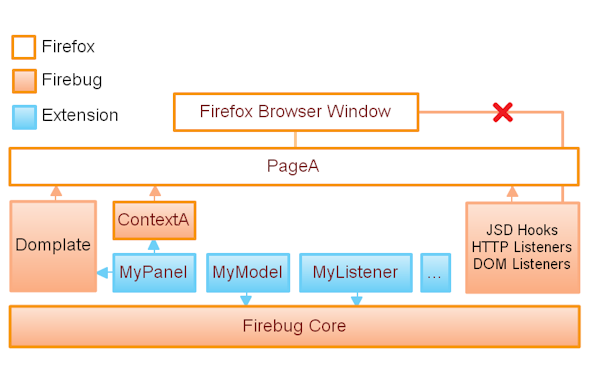 Firefox
Firebug
Extension
Firefox Browser Window
PageA
Domplate
ContextA
JSD Hooks
HTTP Listeners
DOM Listeners
MyPanel
MyModel
MyListener
...
Firebug Core